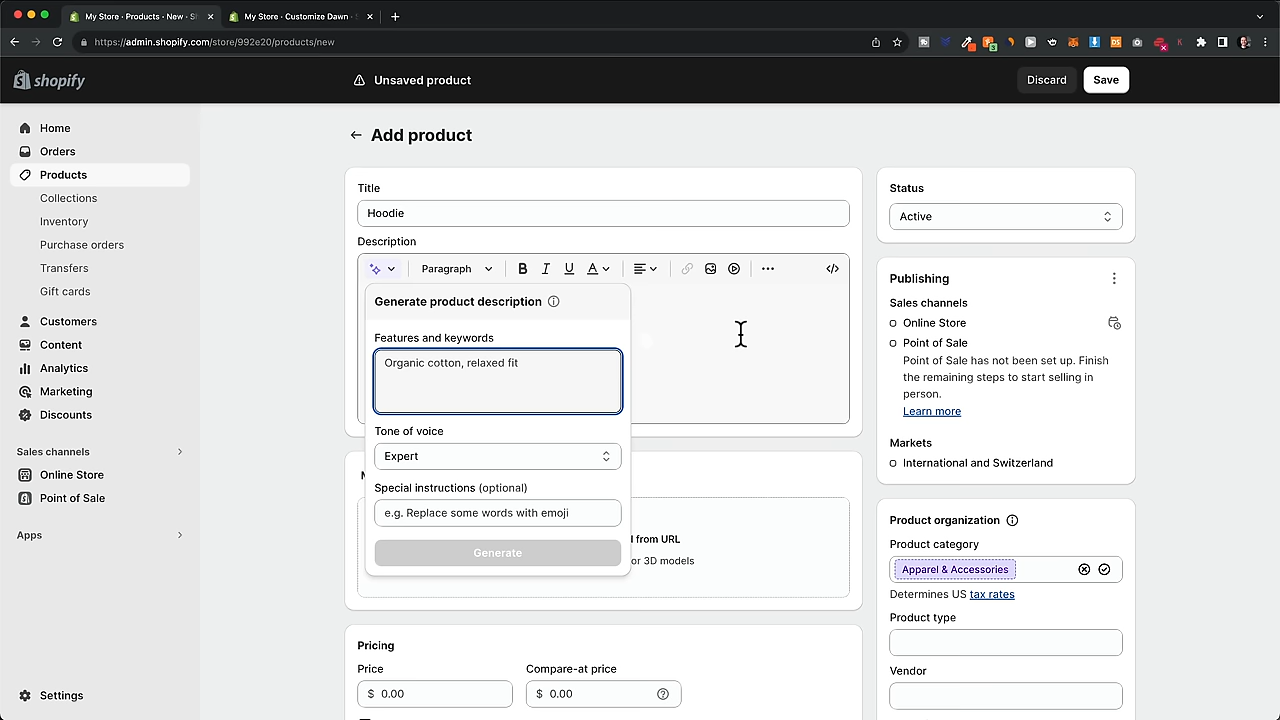 My Store · Products · New · S
My Store · Customize Dawn ·
https://admin.shopify.com/store/992e20/products/new
shopify
Unsaved product
Discard
Save
Home
Orders
Products
Collections
Inventory
Purchase orders
Transfers
Gift cards
Customers
Content
Analytics
Marketing
Discounts
Sales channels
Online Store
Point of Sale
Apps
Settings
Add product
Title
Hoodie
Description
Paragraph
B I U A
Generate product description
Features and keywords
Organic cotton, relaxed fit
Tone of voice
Expert
Special instructions (optional)
e.g. Replace some words with emoji
Generate
d from URL
or 3D models
Pricing
Price
Compare-at price
$ 0.00
$ 0.00
Status
Active
Publishing
Sales channels
Online Store
Point of Sale
Point of Sale has not been set up. Finish
the remaining steps to start selling in
person.
Learn more
Markets
International and Switzerland
Product organization
Product category
Apparel & Accessories
Determines US tax rates
Product type
Vendor